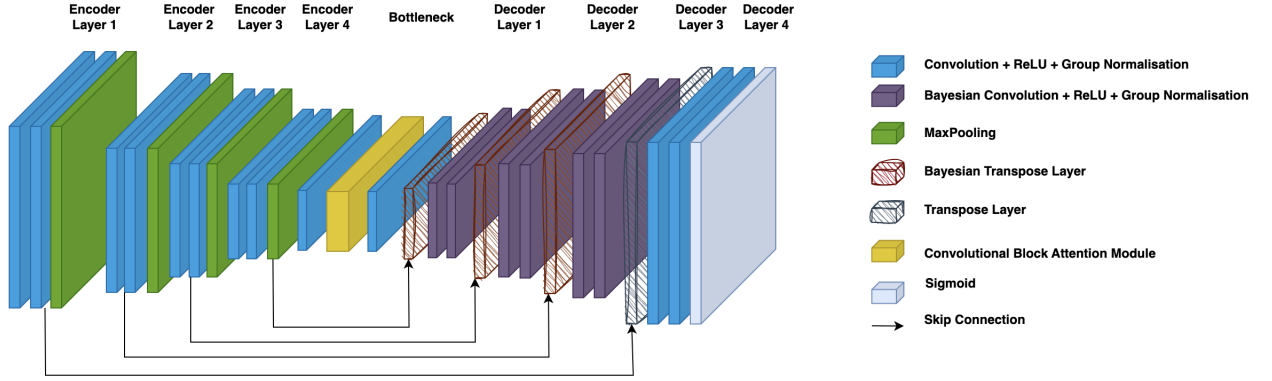 Encoder
Layer 1
Encoder
Layer 2
Encoder
Layer 3
Encoder
Layer 4
Bottleneck
Decoder
Layer 1
Decoder
Layer 2
Decoder
Layer 3
Decoder
Layer 4
Convolution + ReLU + Group Normalisation
Bayesian Convolution + ReLU + Group Normalisation
MaxPooling
Bayesian Transpose Layer
Transpose Layer
Convolutional Block Attention Module
Sigmoid
Skip Connection